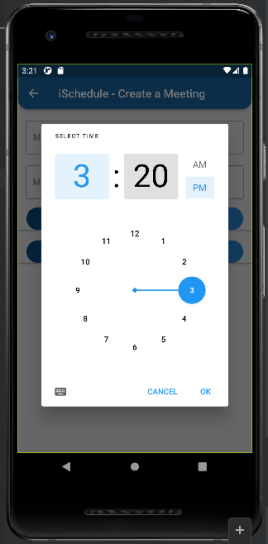 3:21
iSchedule - Create a Meeting
M
M
SELECT TIME
3 : 20
AM
PM
12
11 1
10 2
9 3
8 4
7 5
6
CANCEL OK